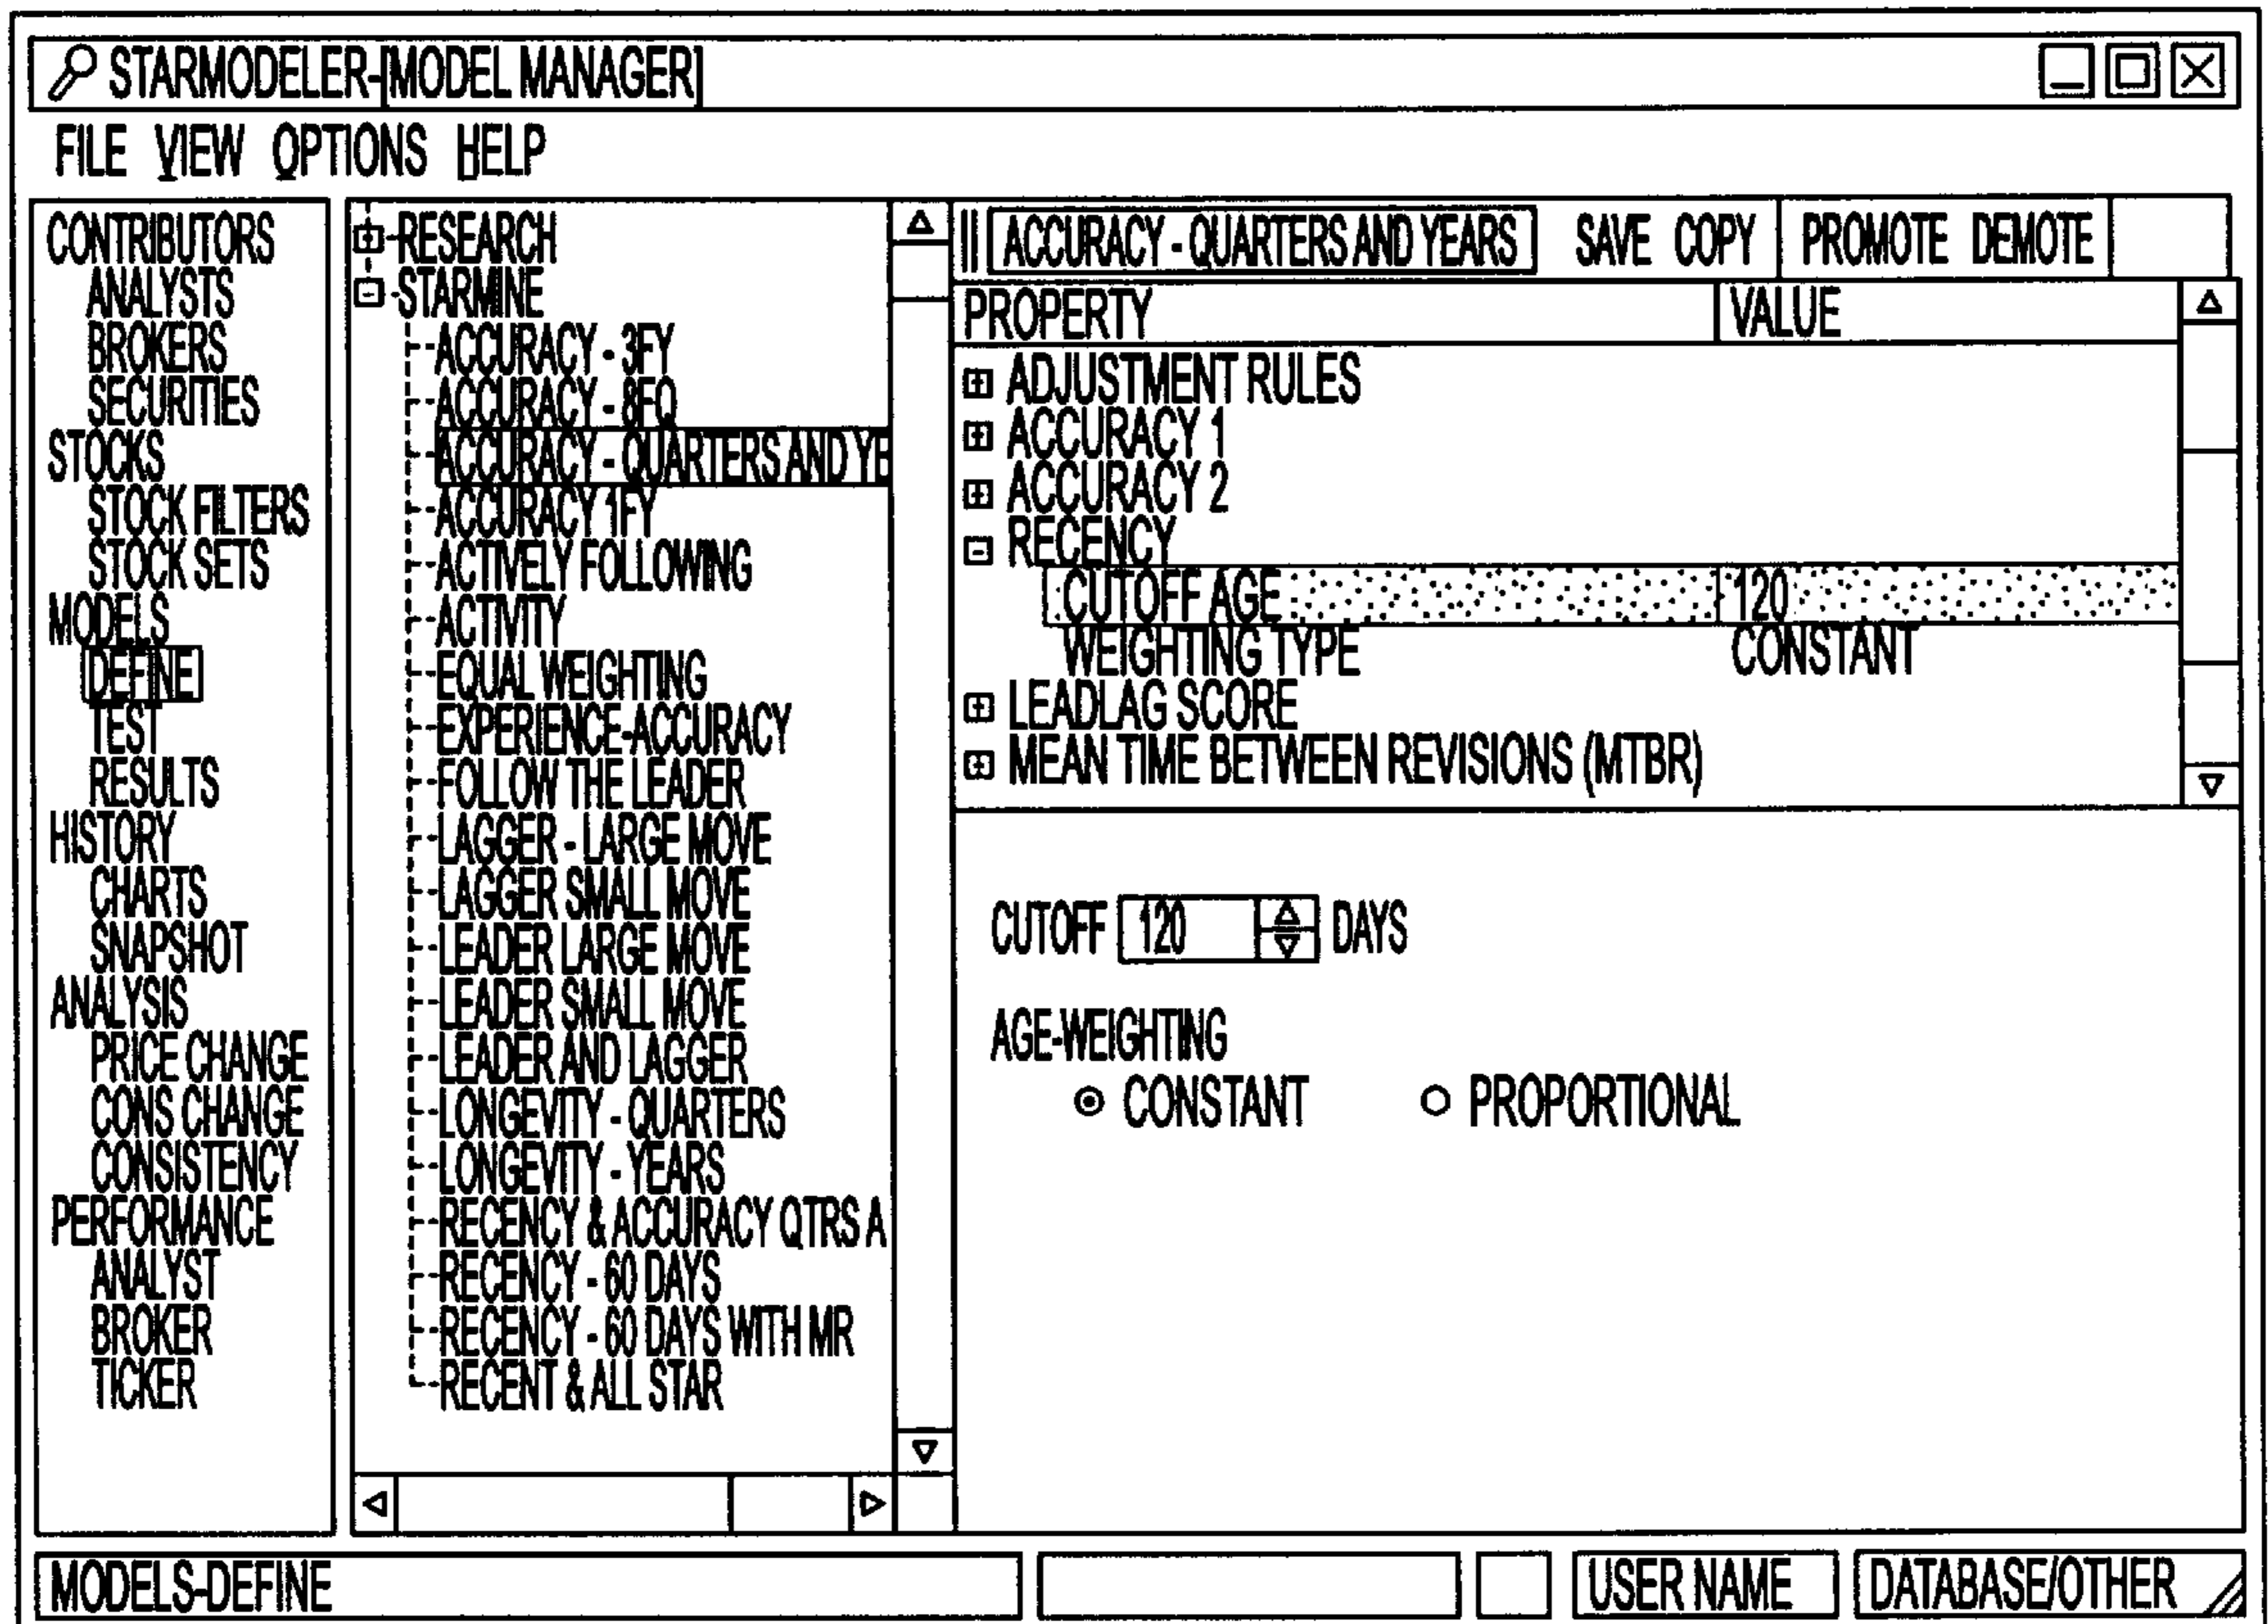 STARMODELER-[MODEL MANAGER]
FILE VIEW OPTIONS HELP
CONTRIBUTORS
ANALYSTS
BROKERS
SECURITIES
STOCKS
STOCK FILTERS
STOCK SETS
MODELS
DEFINE
TEST
RESULTS
HISTORY
CHARTS
SNAPSHOT
ANALYSIS
PRICE CHANGE
CONS CHANGE
CONSISTENCY
PERFORMANCE
ANALYST
BROKER
TICKER
RESEARCH
STARMINE
ACCURACY - 3FY
ACCURACY - 8FQ
ACCURACY - QUARTERS AND YE
ACCURACY 1FY
ACTIVELY FOLLOWING
ACTIVITY
EQUAL WEIGHTING
EXPERIENCE-ACCURACY
FOLLOW THE LEADER
LAGGER - LARGE MOVE
LAGGER SMALL MOVE
LEADER LARGE MOVE
LEADER SMALL MOVE
LEADER AND LAGGER
LONGEVITY - QUARTERS
LONGEVITY - YEARS
RECENCY & ACCURACY QTRS A
RECENCY - 60 DAYS
RECENCY - 60 DAYS WITH MR
RECENT & ALL STAR
ACCURACY - QUARTERS AND YEARS SAVE COPY PROMOTE DEMOTE
PROPERTY VALUE
ADJUSTMENT RULES
ACCURACY 1
ACCURACY 2
RECENCY
CUTOFF AGE 120
WEIGHTING TYPE CONSTANT
LEADLAG SCORE
MEAN TIME BETWEEN REVISIONS (MTBR)
CUTOFF 120 DAYS
AGE-WEIGHTING
CONSTANT PROPORTIONAL
MODELS-DEFINE USER NAME DATABASE/OTHER